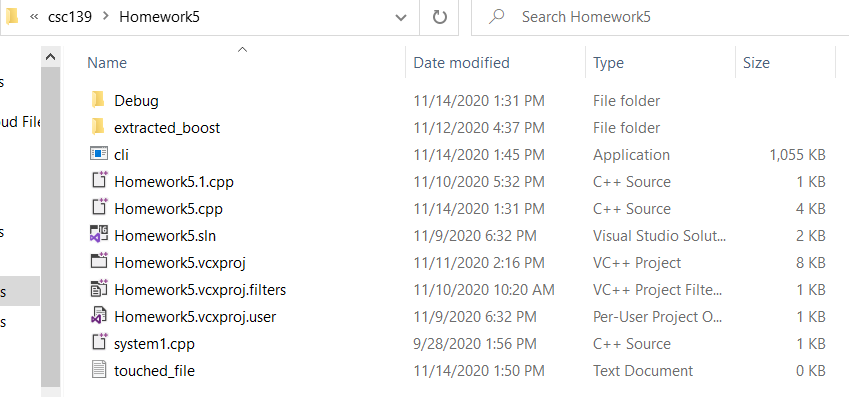 « csc139 > Homework5 Search Homework5
Name Date modified Type Size
s
Debug 11/14/2020 1:31 PM File folder
oud File extracted_boost 11/12/2020 4:37 PM File folder
cli 11/14/2020 1:45 PM Application 1,055 KB
Homework5.1.cpp 11/10/2020 5:32 PM C++ Source 1 KB
Homework5.cpp 11/14/2020 1:31 PM C++ Source 4 KB
s Homework5.sln 11/9/2020 6:32 PM Visual Studio Solut... 2 KB
Homework5.vcxproj 11/11/2020 2:16 PM VC++ Project 8 KB
s Homework5.vcxproj.filters 11/10/2020 10:20 AM VC++ Project Filte... 1 KB
s Homework5.vcxproj.user 11/9/2020 6:32 PM Per-User Project O... 1 KB
system1.cpp 9/28/2020 1:56 PM C++ Source 1 KB
touched_file 11/14/2020 1:50 PM Text Document 0 KB